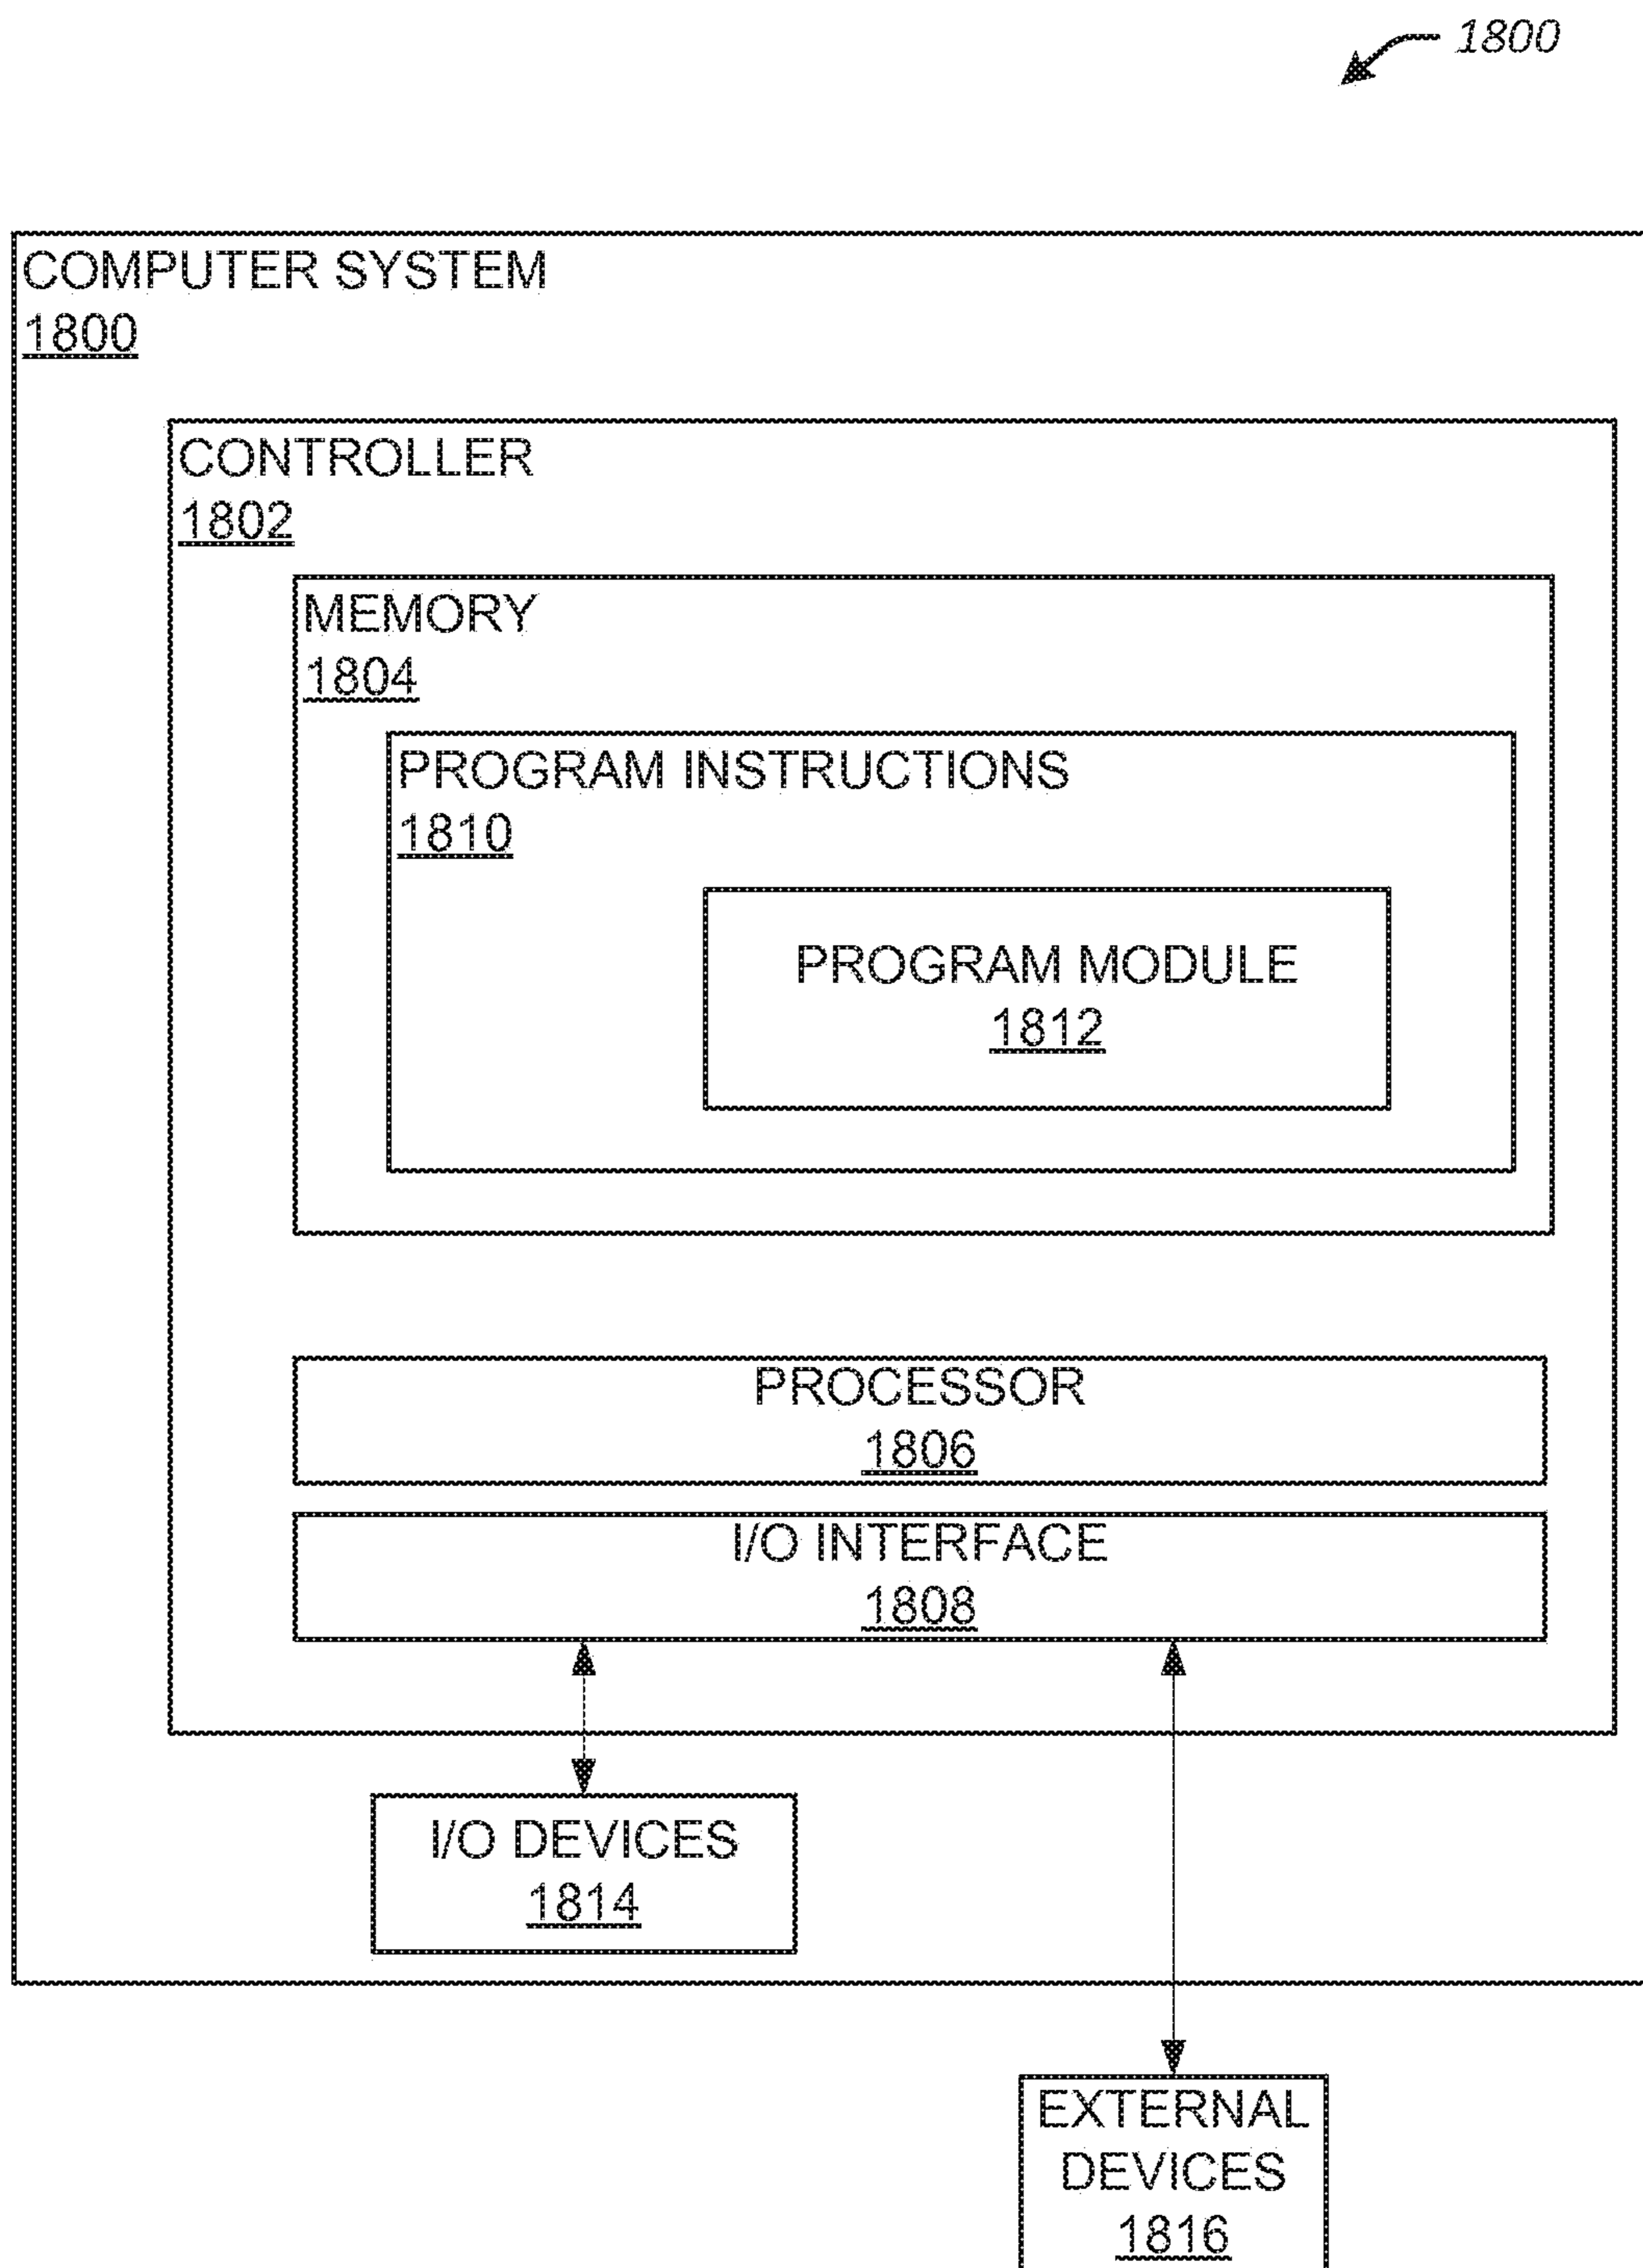 1800
COMPUTER SYSTEM
1800
CONTROLLER
1802
MEMORY
1804
PROGRAM INSTRUCTIONS
1810
PROGRAM MODULE
1812
PROCESSOR
1806
I/O INTERFACE
1808
I/O DEVICES
1814
EXTERNAL
DEVICES
1816